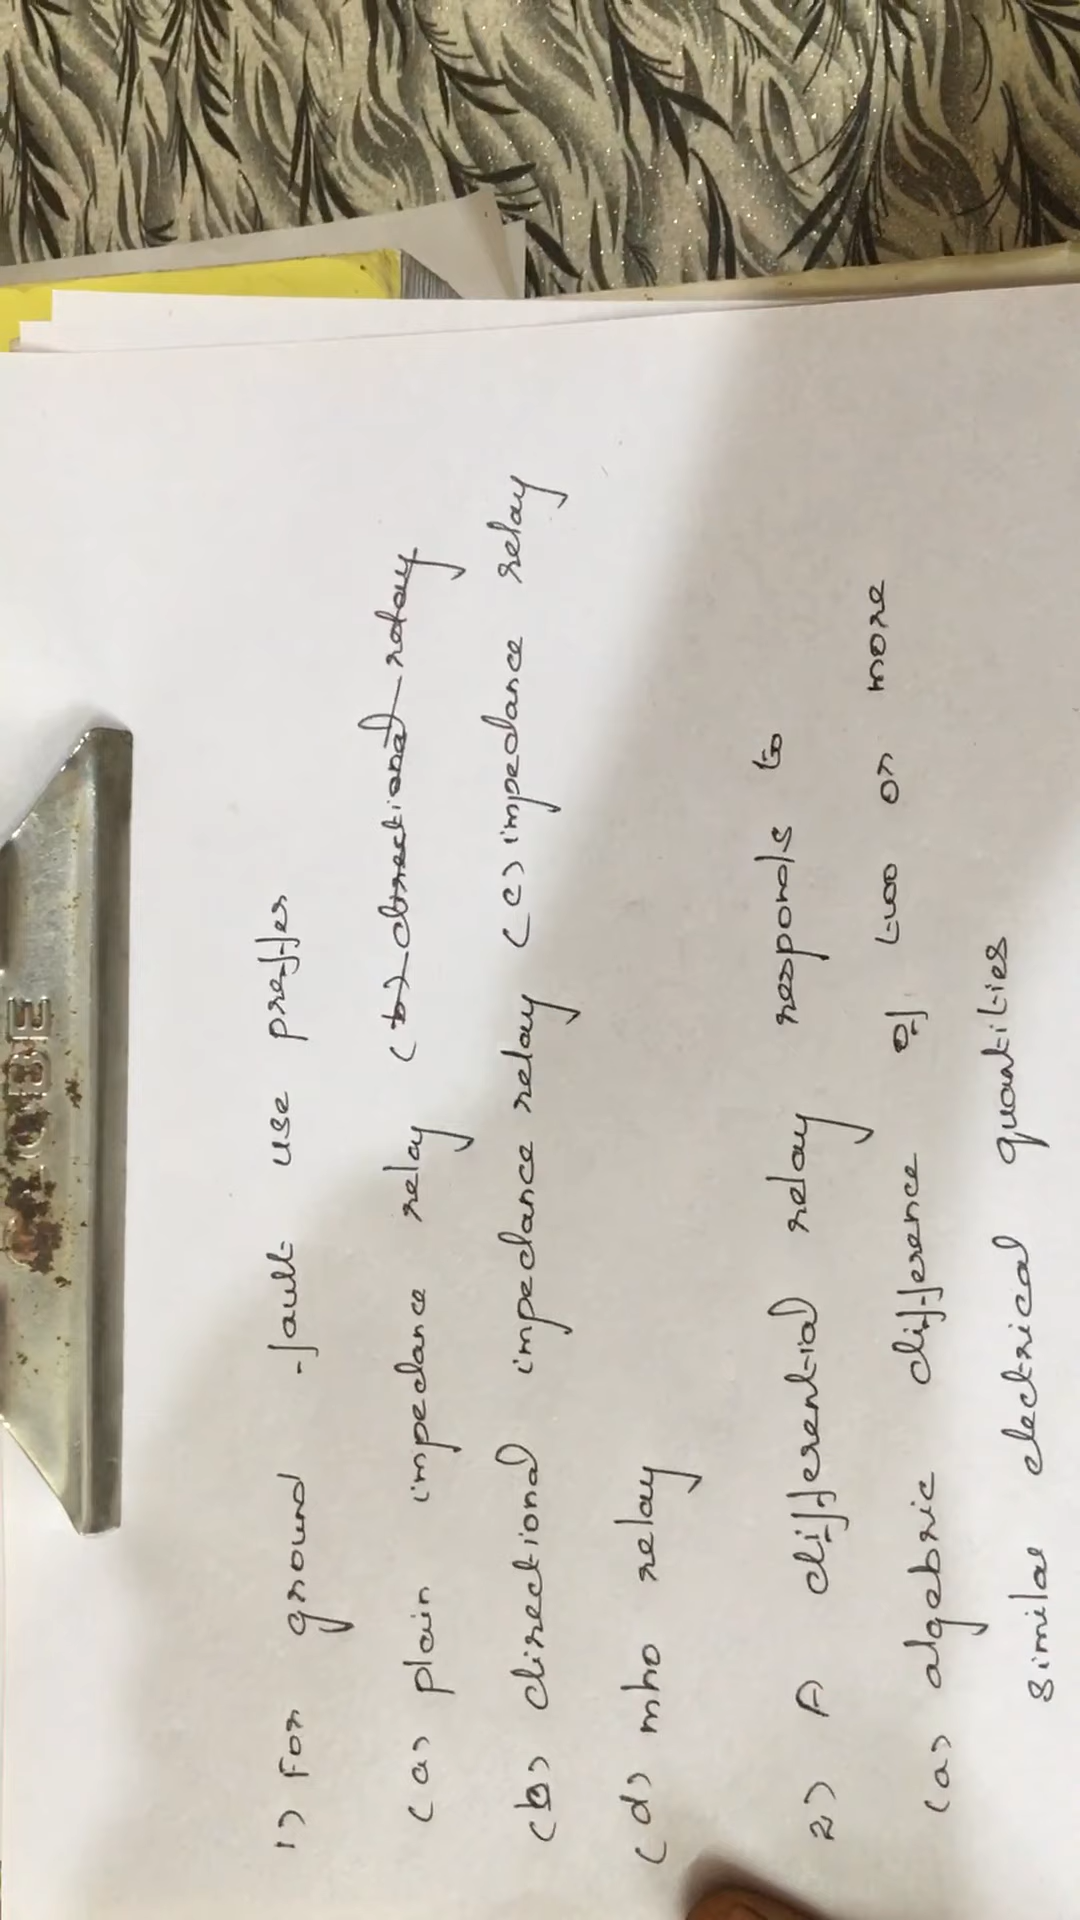 1) For ground fault use preffer
(a) plain impedance relay (b) directional relay
(b) directional impedance relay (c) impedance relay
(d) mho relay
2) A differential relay responds to
(a) algebric difference of two or more
similar electrical quantities